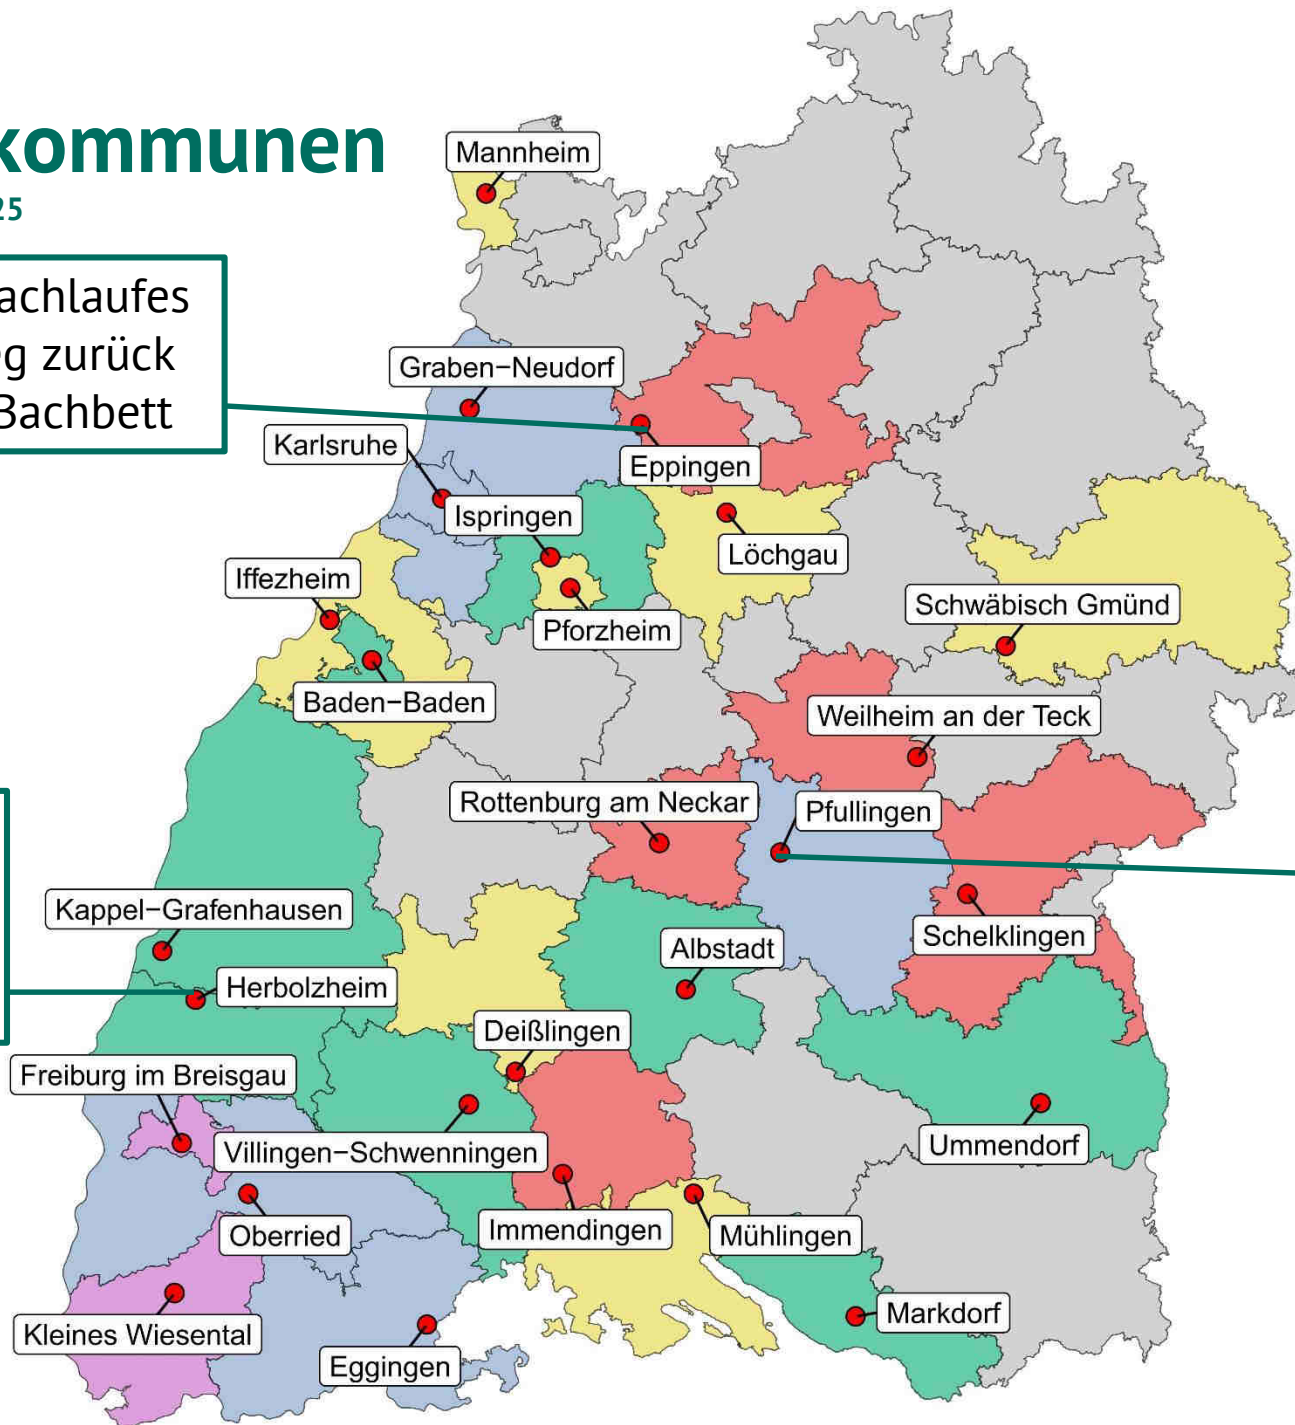 kommunen
25
Mannheim
achlaufes
g zurück
Bachbett
Graben−Neudorf
Karlsruhe
Eppingen
Ispringen
Löchgau
Iffezheim
Schwäbisch Gmünd
Pforzheim
Baden−Baden
Weilheim an der Teck
Rottenburg am Neckar
Pfullingen
Kappel−Grafenhausen
Schelklingen
Albstadt
Herbolzheim
Deißlingen
Freiburg im Breisgau
Villingen−Schwenningen
Ummendorf
Oberried
Immendingen
Mühlingen
Markdorf
Kleines Wiesental
Eggingen